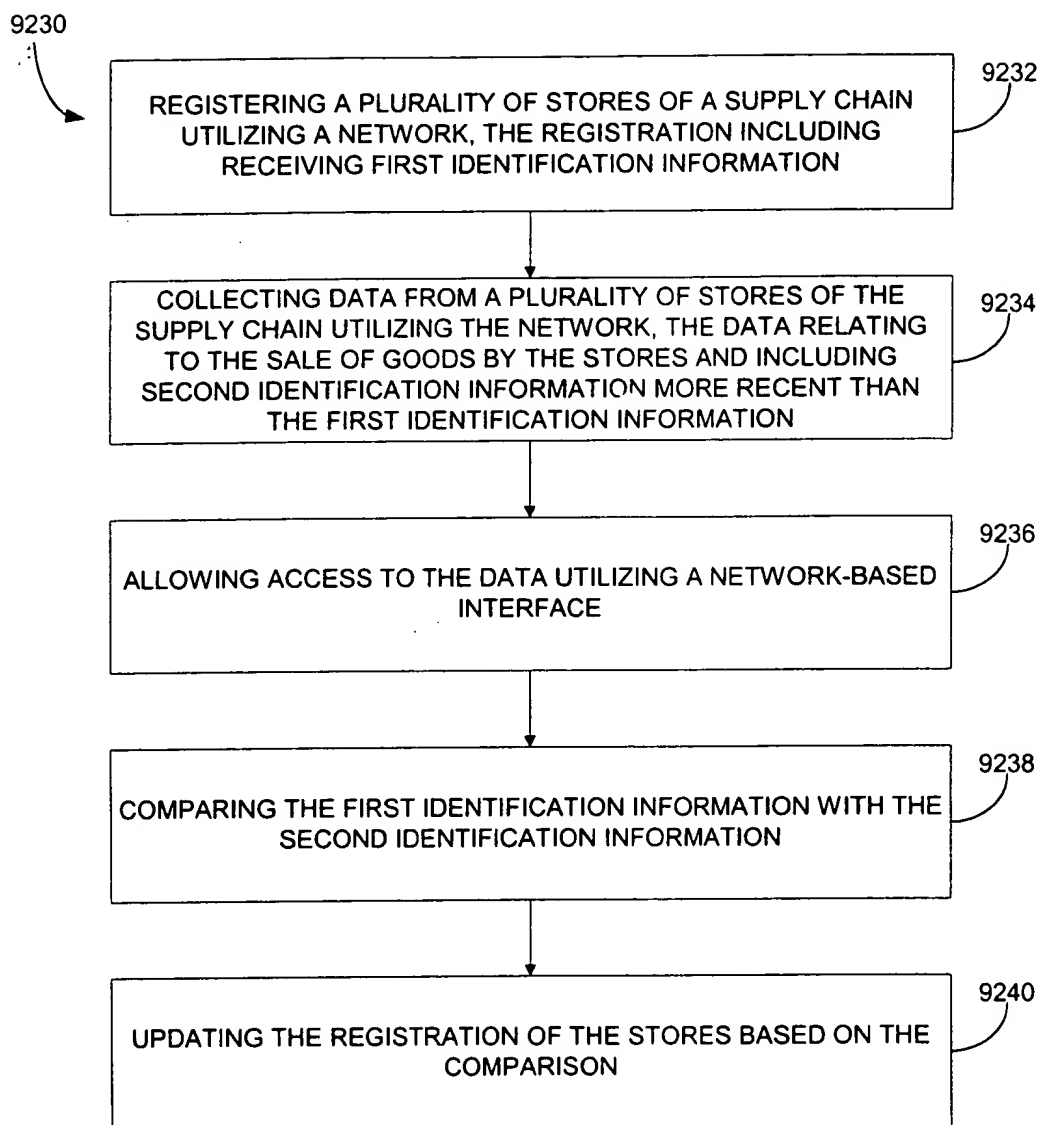 9230
9232
REGISTERING A PLURALITY OF STORES OF A SUPPLY CHAIN
UTILIZING A NETWORK, THE REGISTRATION INCLUDING
RECEIVING FIRST IDENTIFICATION INFORMATION
9234
COLLECTING DATA FROM A PLURALITY OF STORES OF THE
SUPPLY CHAIN UTILIZING THE NETWORK, THE DATA RELATING
TO THE SALE OF GOODS BY THE STORES AND INCLUDING
SECOND IDENTIFICATION INFORMATION MORE RECENT THAN
THE FIRST IDENTIFICATION INFORMATION
9236
ALLOWING ACCESS TO THE DATA UTILIZING A NETWORK-BASED
INTERFACE
9238
COMPARING THE FIRST IDENTIFICATION INFORMATION WITH THE
SECOND IDENTIFICATION INFORMATION
9240
UPDATING THE REGISTRATION OF THE STORES BASED ON THE
COMPARISON